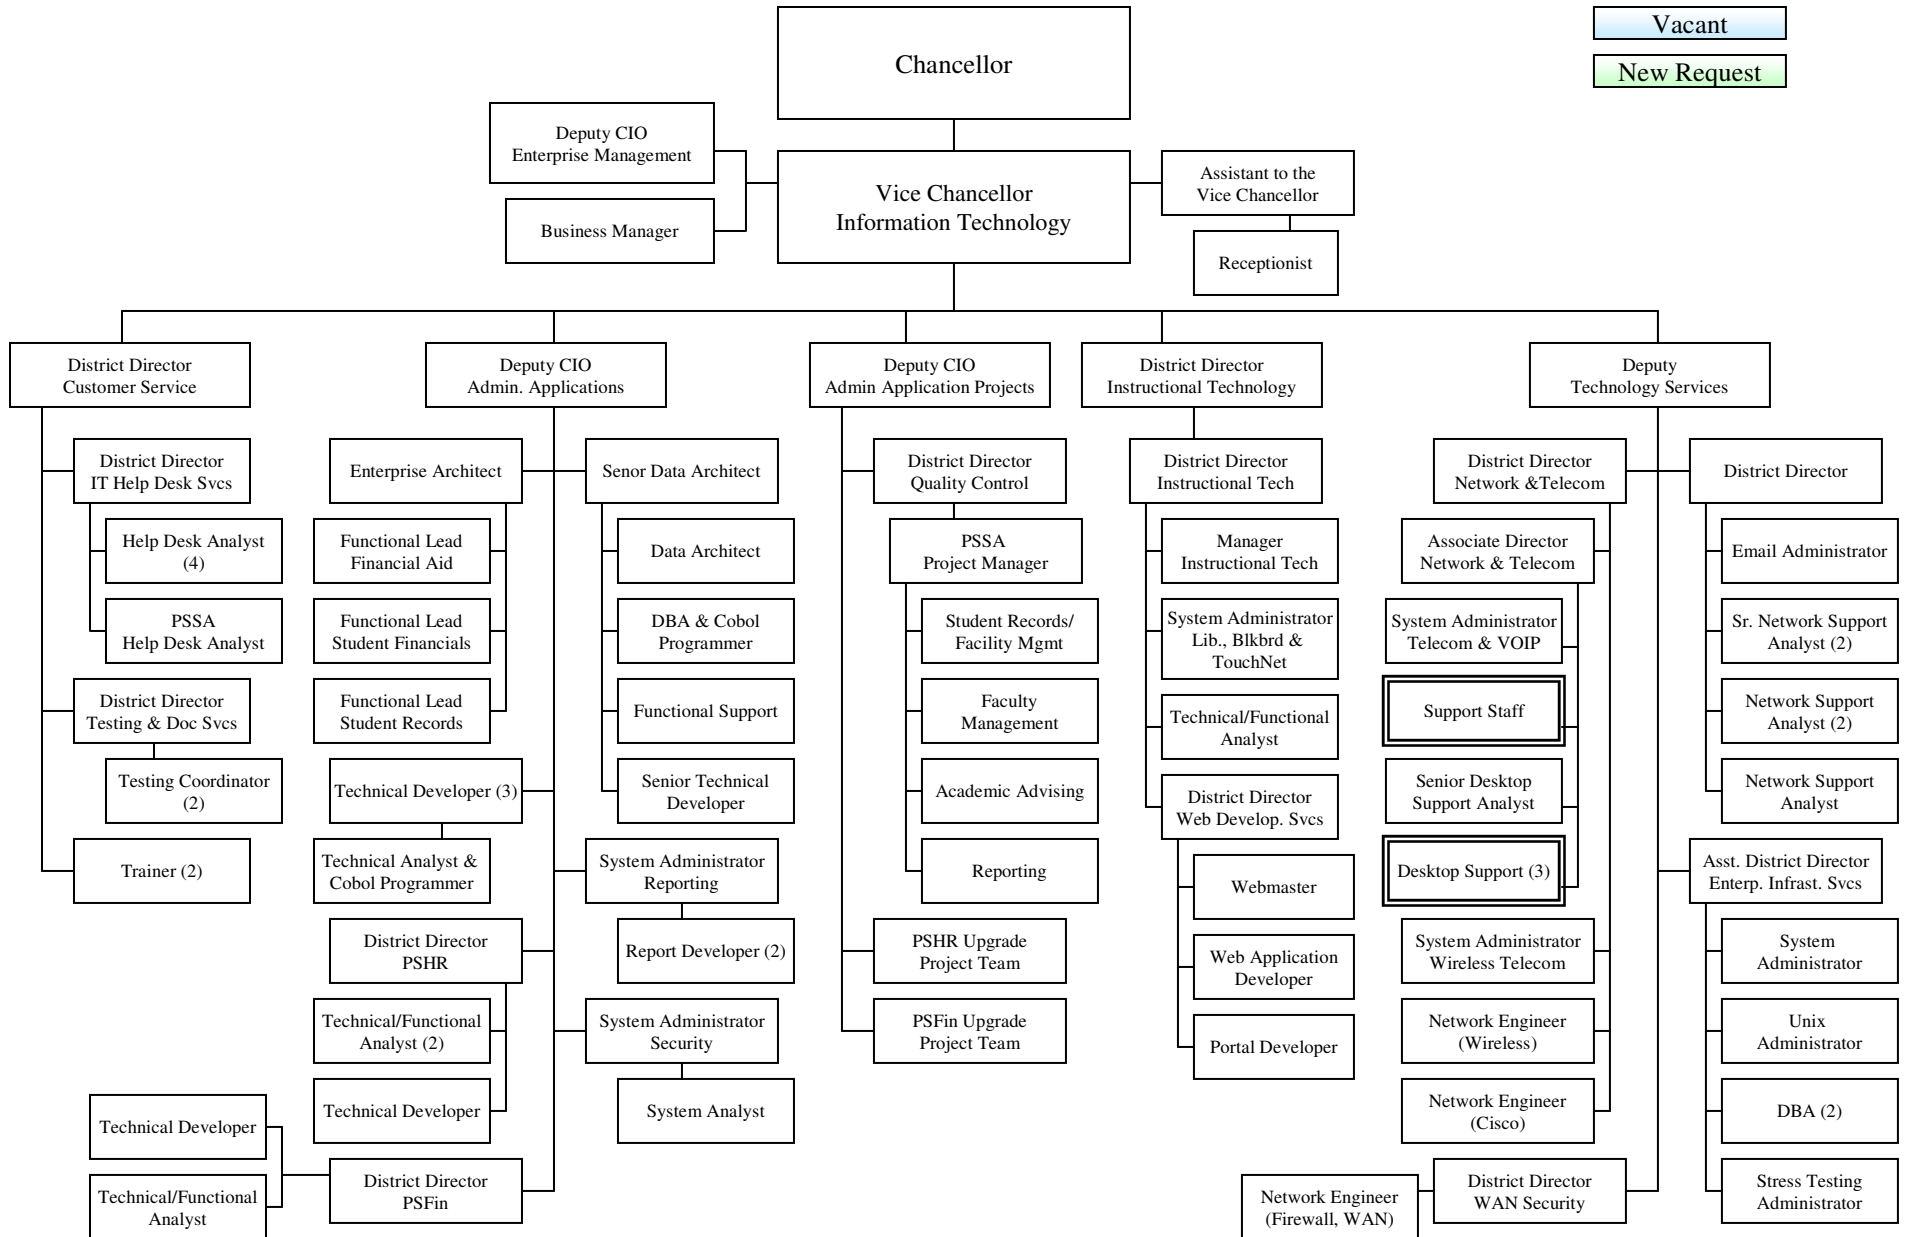 Vacant
New Request
Chancellor
Deputy CIO
Enterprise Management
Vice Chancellor
Information Technology
Assistant to the
Vice Chancellor
Business Manager
Receptionist
District Director
Customer Service
Deputy CIO
Admin. Applications
Deputy CIO
Admin Application Projects
District Director
Instructional Technology
Deputy
Technology Services
District Director
IT Help Desk Svcs
Help Desk Analyst
(4)
PSSA
Help Desk Analyst
District Director
Testing & Doc Svcs
Testing Coordinator
(2)
Trainer (2)
Enterprise Architect
Functional Lead
Financial Aid
Functional Lead
Student Financials
Functional Lead
Student Records
Technical Developer (3)
Technical Analyst &
Cobol Programmer
District Director
PSHR
Technical/Functional
Analyst (2)
Technical Developer
District Director
PSFin
Technical Developer
Technical/Functional
Analyst
Senor Data Architect
Data Architect
DBA & Cobol
Programmer
Functional Support
Senior Technical
Developer
System Administrator
Reporting
Report Developer (2)
System Administrator
Security
System Analyst
District Director
Quality Control
PSSA
Project Manager
Student Records/
Facility Mgmt
Faculty
Management
Academic Advising
Reporting
PSHR Upgrade
Project Team
PSFin Upgrade
Project Team
District Director
Instructional Tech
Manager
Instructional Tech
System Administrator
Lib., Blkbrd &
TouchNet
Technical/Functional
Analyst
District Director
Web Develop. Svcs
Webmaster
Web Application
Developer
Portal Developer
District Director
Network &Telecom
Associate Director
Network & Telecom
System Administrator
Telecom & VOIP
Support Staff
Senior Desktop
Support Analyst
Desktop Support (3)
System Administrator
Wireless Telecom
Network Engineer
(Wireless)
Network Engineer
(Cisco)
District Director
WAN Security
Network Engineer
(Firewall, WAN)
District Director
Email Administrator
Sr. Network Support
Analyst (2)
Network Support
Analyst (2)
Network Support
Analyst
Asst. District Director
Enterp. Infrast. Svcs
System
Administrator
Unix
Administrator
DBA (2)
Stress Testing
Administrator